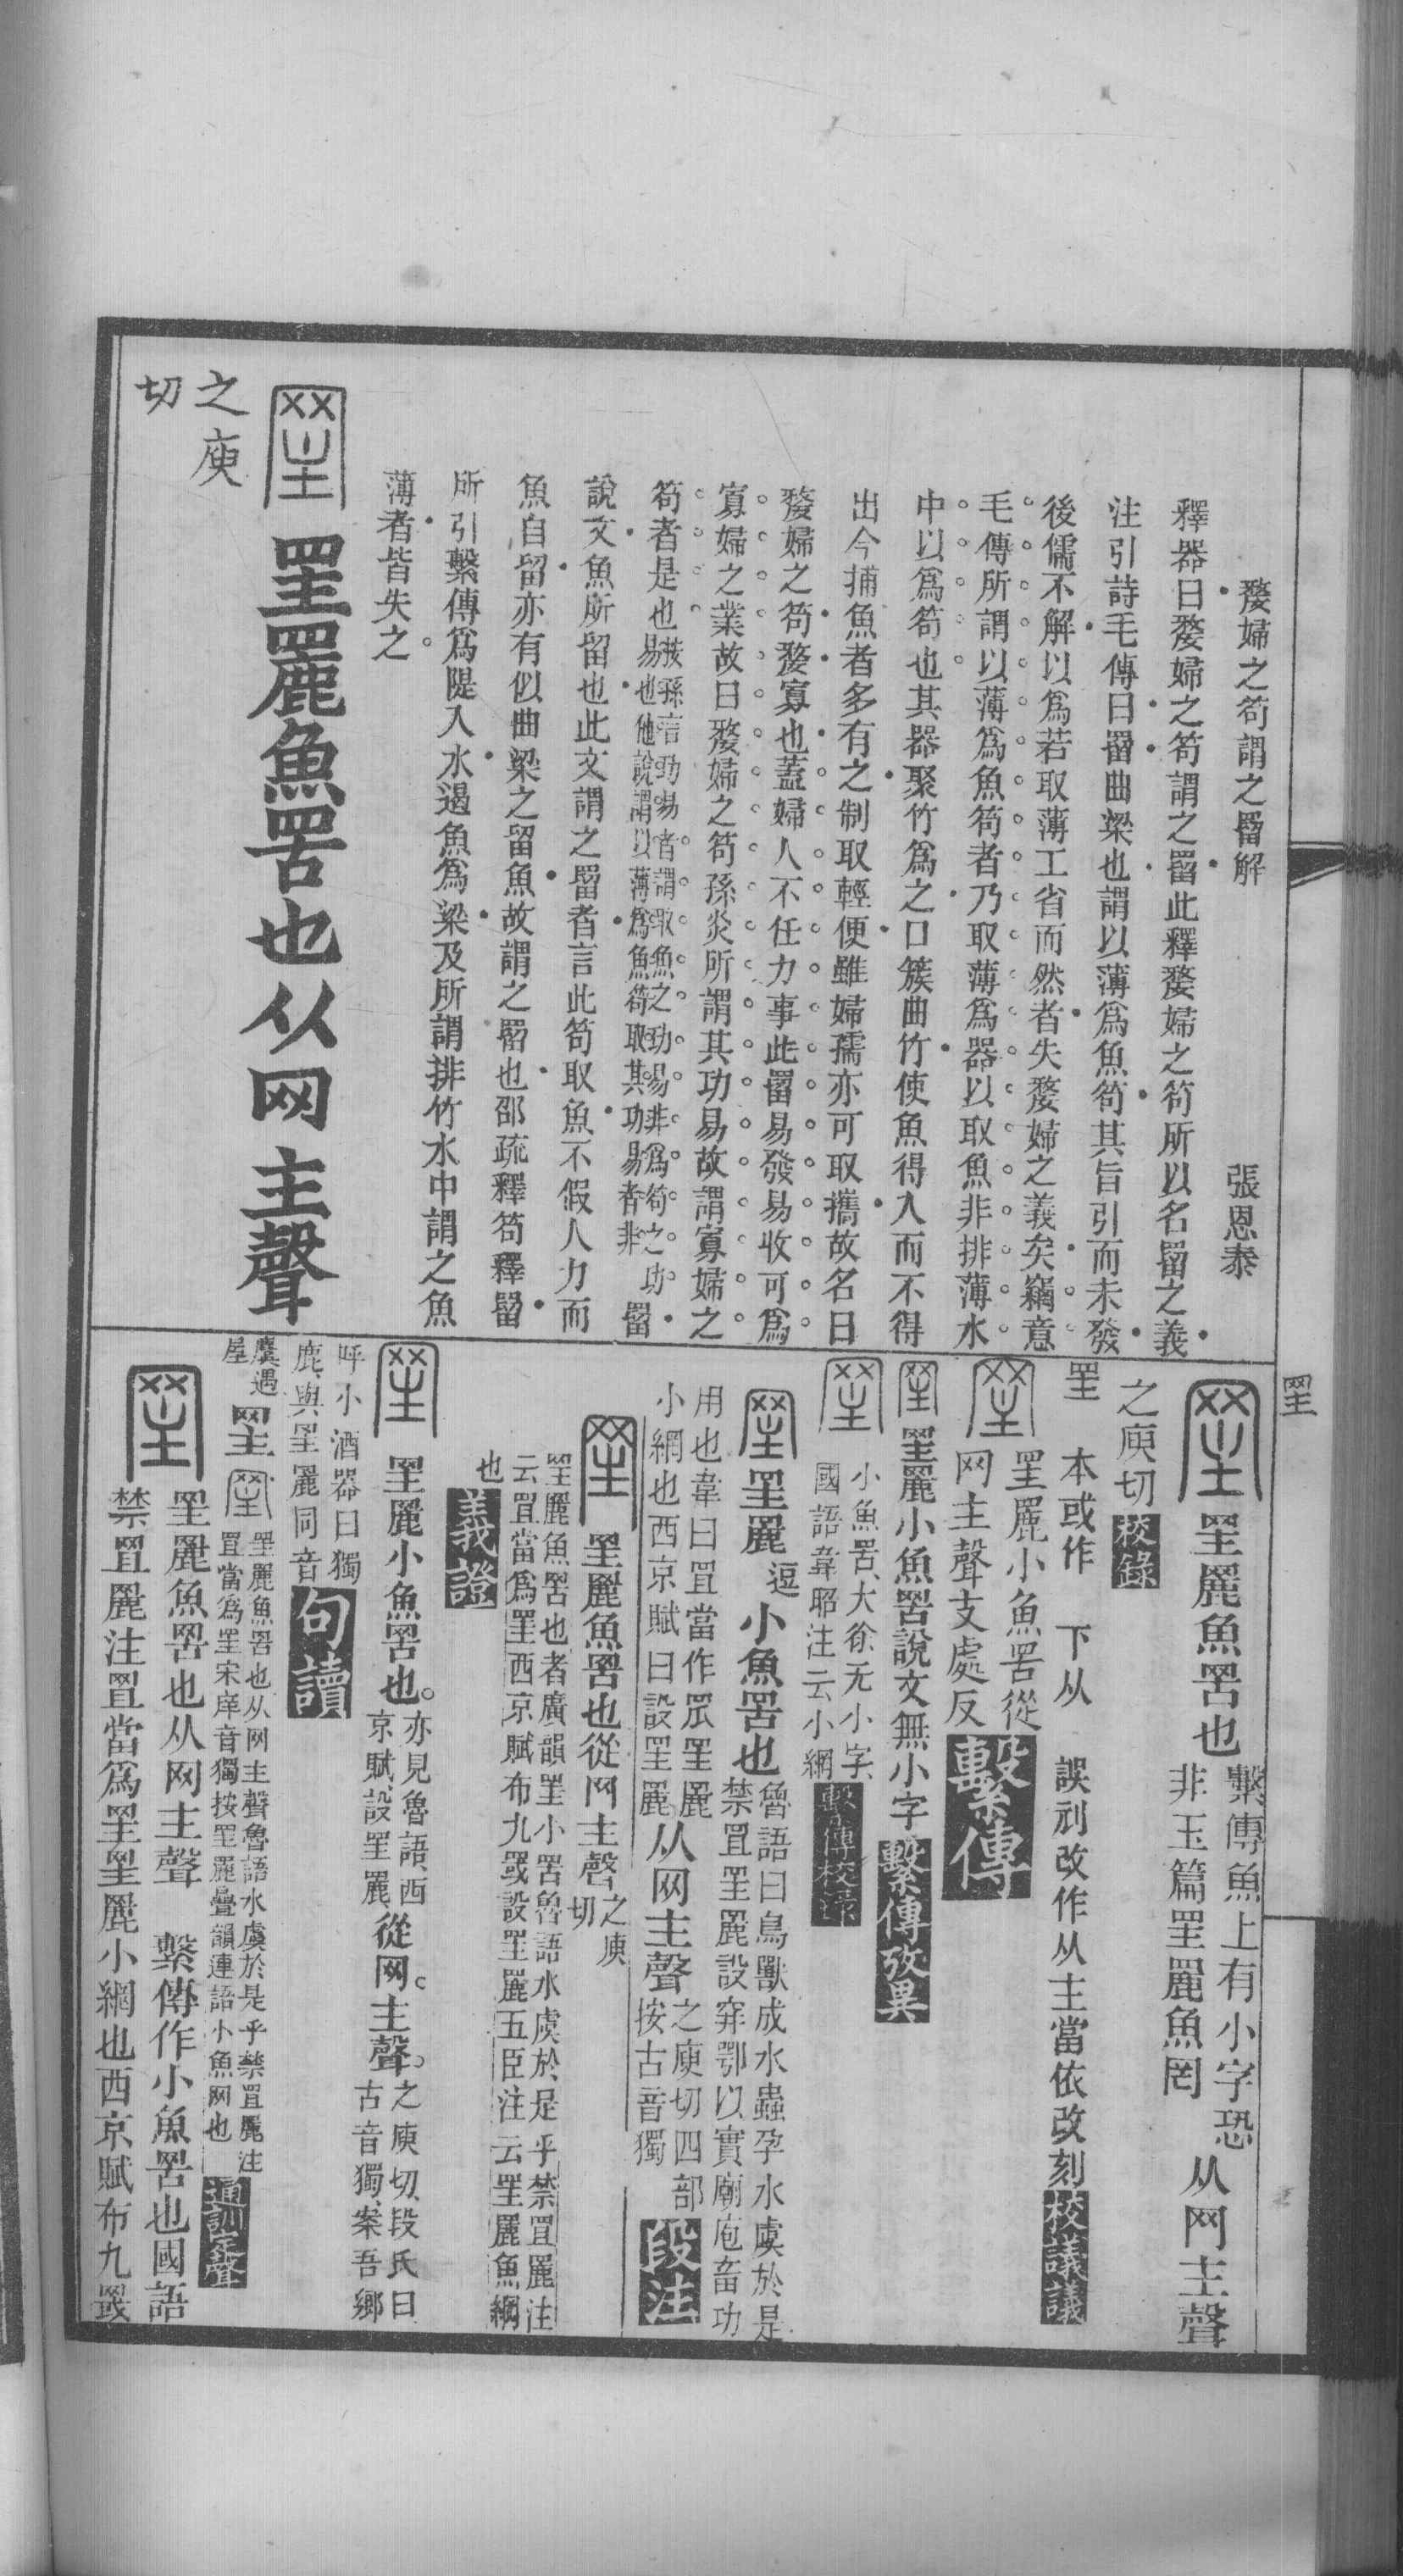 嫠婦之笱謂之罶解
張恩泰
釋器曰嫠婦之笱謂之罶此釋嫠婦之笱所以名罶之義
注引詩毛傳曰罶曲梁也謂以薄爲魚笱其旨引而未發
後儒不解以爲若取薄工省而然者失嫠婦之義矣竊意
毛傳所謂以薄爲魚笱者乃取薄爲器以取魚非排薄水
中以爲笱也其器聚竹爲之口簇曲竹使魚得入而不得
出今捕魚者多有之制取輕便雖婦孺亦可取攜故名曰
嫠婦之笱嫠寡也蓋婦人不任力事此罶易發易收可爲
寡婦之業故曰嫠婦之笱孫炎所謂其功易故謂寡婦之
笱者是也
按孫言功易者謂取魚之功易非爲笱之功
易也他說謂以薄爲魚笱取其功易者非
罶
說文魚所留也此文謂之罶者言此笱取魚不假人力而
魚自留亦有似曲梁之留魚故謂之罶也邵疏釋笱釋罶
所引繫傳爲隄入水遏魚爲梁及所謂排竹水中謂之魚
薄者皆失之
罜麗魚罟也从网主聲
之庾
切
罜
罜麗魚罟也
繫傳魚上有小字恐
非玉篇罜麗魚罔
从网主聲
之庾切 校錄
罜 本或作 下从 誤刓改作从主當依改刻 校議議
罜麗小魚罟從
网主聲支處反
繫傳
罜麗小魚罟說文無小字 繫傳攷異
小魚罟大徐无小字
國語韋昭注云小網
繫傳校錄
罜麗逗小魚罟也
魯語曰鳥獸成水蟲孕水虞於是
禁罝罜麗設穽鄂以實廟庖畜功
用也韋曰罝當作罛罜麗
小網也西京賦曰設罜麗
从网主聲
之庾切四部
按古音獨
段注
罜麗魚罟也從网主聲
之庾
切
罜麗魚罟也者廣韻罜小罟魯語水虞於是乎禁罝麗注
云罝當爲罜西京賦布九罭設罜麗五臣注云罜麗魚網
也 義證
罜麗小魚罟也
亦見魯語西
京賦設罜麗
從网主聲
之庾切段氏曰
古音獨案吾鄉
呼小酒器曰獨
鹿與罜麗同音
句讀
麌遇
屋
罜
罜麗魚罟也从网主聲魯語水虞於是乎禁罝麗注
罝當爲罜宋庠音獨按罜麗疊韻連語小魚网也
通訓定聲
罜麗魚罟也从网主聲 繫傳作小魚罟也國語
禁罝麗注罝當爲罜罜麗小網也西京賦布九罭